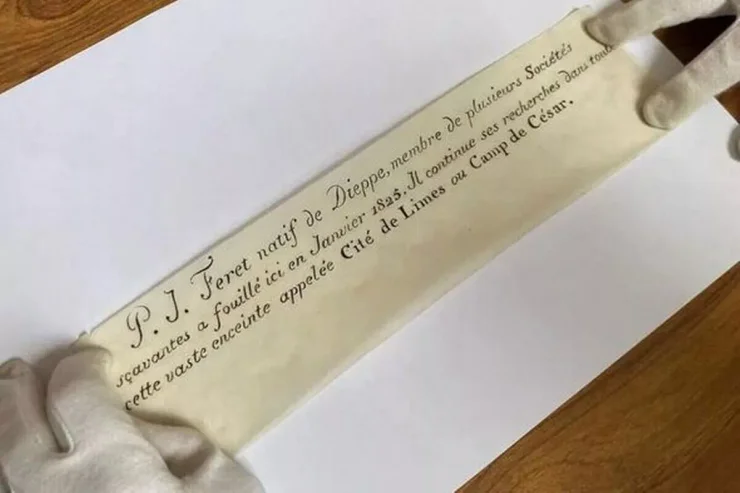 P. J. Feret natif de Dieppe, membre de plusieurs Sociétés
sçavantes a fouillé ici en Janvier 1825. Il continue ses recherches dans toute
cette vaste enceinte appelée Cité de Limes ou Camp de César.